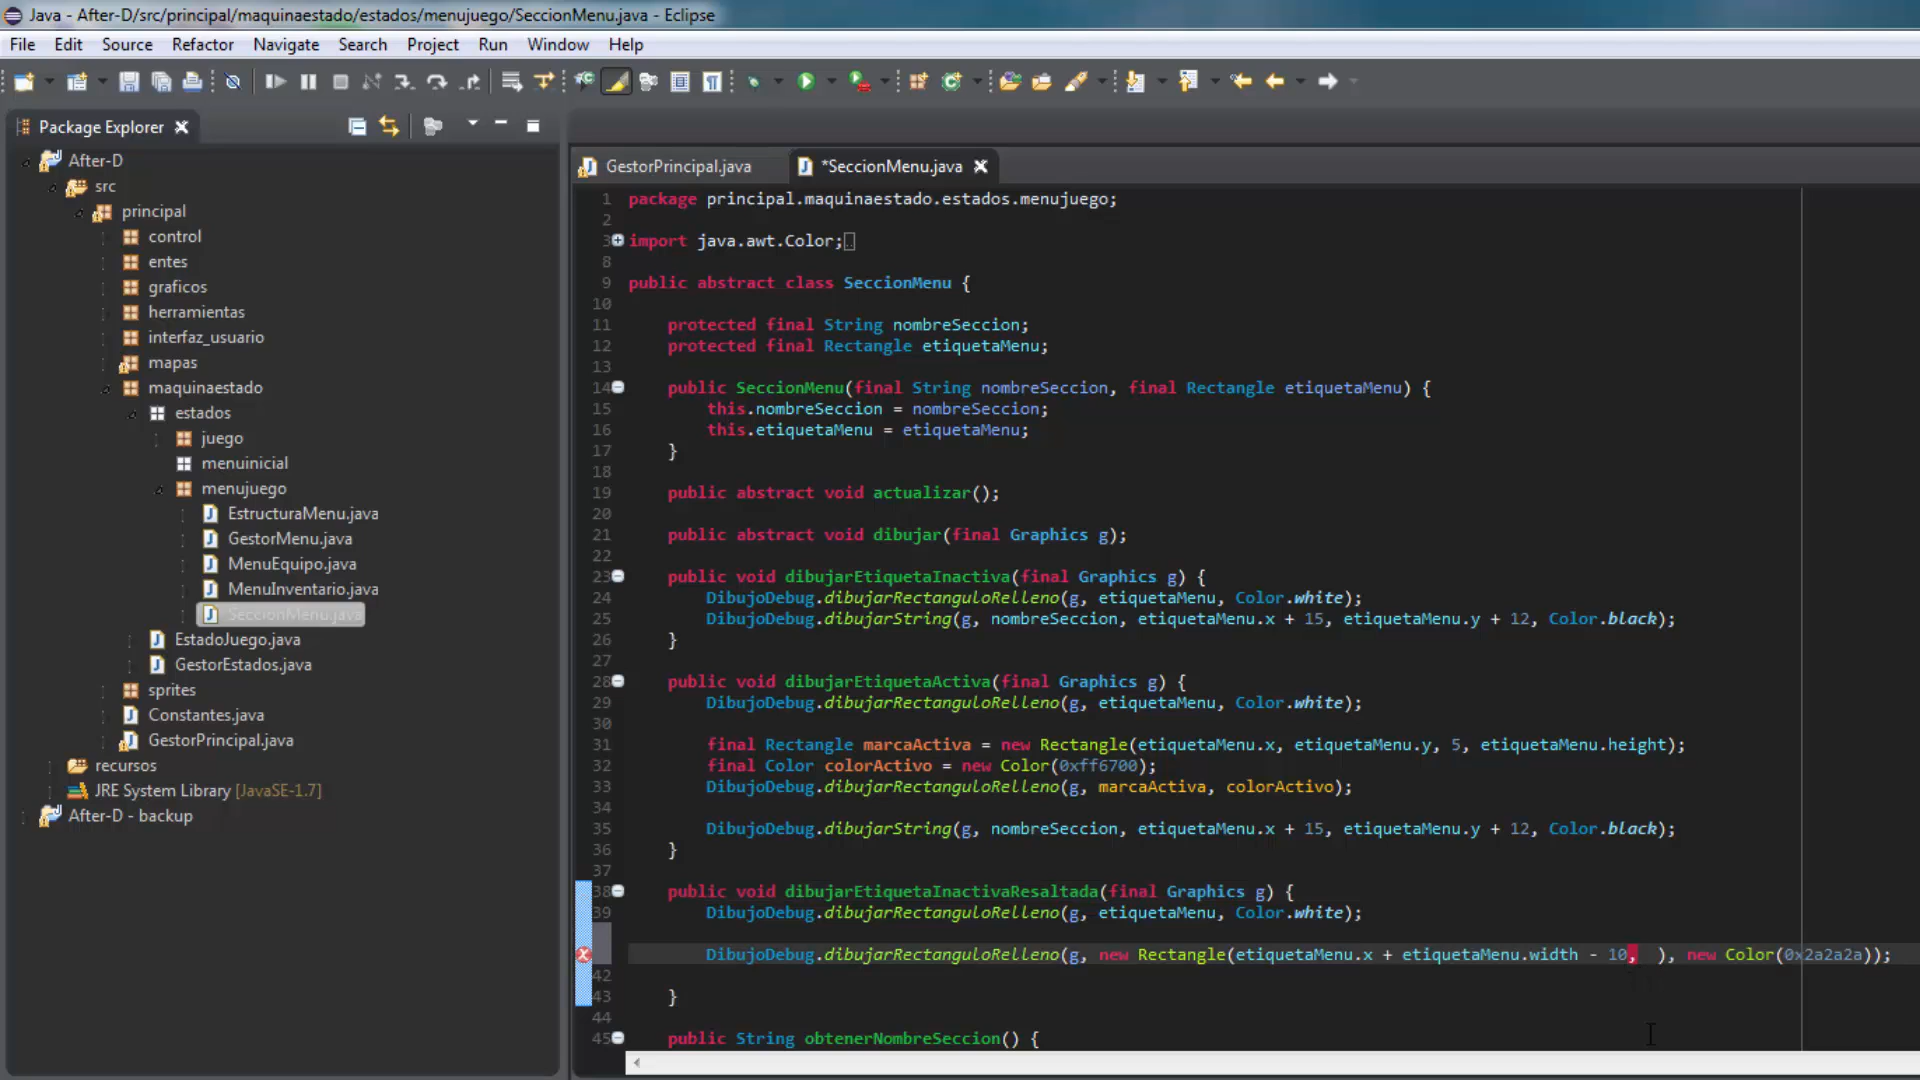 Java - After-D/src/principal/maquinaestado/estados/menujuego/SeccionMenu.java - Eclipse
File Edit Source Refactor Navigate Search Project Run Window Help
Package Explorer
After-D
src
principal
control
entes
graficos
herramientas
interfaz_usuario
mapas
maquinaestado
estados
juego
menuinicial
menujuego
EstructuraMenu.java
GestorMenu.java
MenuEquipo.java
MenuInventario.java
SeccionMenu.java
EstadoJuego.java
GestorEstados.java
sprites
Constantes.java
GestorPrincipal.java
recursos
JRE System Library [JavaSE-1.7]
After-D - backup
GestorPrincipal.java *SeccionMenu.java
1 package principal.maquinaestado.estados.menujuego;
2
3 import java.awt.Color;
8
9 public abstract class SeccionMenu {
10
11 protected final String nombreSeccion;
12 protected final Rectangle etiquetaMenu;
13
14 public SeccionMenu(final String nombreSeccion, final Rectangle etiquetaMenu) {
15 this.nombreSeccion = nombreSeccion;
16 this.etiquetaMenu = etiquetaMenu;
17 }
18
19 public abstract void actualizar();
20
21 public abstract void dibujar(final Graphics g);
22
23 public void dibujarEtiquetaInactiva(final Graphics g) {
24 DibujoDebug.dibujarRectanguloRelleno(g, etiquetaMenu, Color.white);
25 DibujoDebug.dibujarString(g, nombreSeccion, etiquetaMenu.x + 15, etiquetaMenu.y + 12, Color.black);
26 }
27
28 public void dibujarEtiquetaActiva(final Graphics g) {
29 DibujoDebug.dibujarRectanguloRelleno(g, etiquetaMenu, Color.white);
30
31 final Rectangle marcaActiva = new Rectangle(etiquetaMenu.x, etiquetaMenu.y, 5, etiquetaMenu.height);
32 final Color colorActivo = new Color(0xff6700);
33 DibujoDebug.dibujarRectanguloRelleno(g, marcaActiva, colorActivo);
34
35 DibujoDebug.dibujarString(g, nombreSeccion, etiquetaMenu.x + 15, etiquetaMenu.y + 12, Color.black);
36 }
37
38 public void dibujarEtiquetaInactivaResaltada(final Graphics g) {
39 DibujoDebug.dibujarRectanguloRelleno(g, etiquetaMenu, Color.white);
DibujoDebug.dibujarRectanguloRelleno(g, new Rectangle(etiquetaMenu.x + etiquetaMenu.width - 10, ), new Color(0x2a2a2a));
42
43 }
44
45 public String obtenerNombreSeccion() {